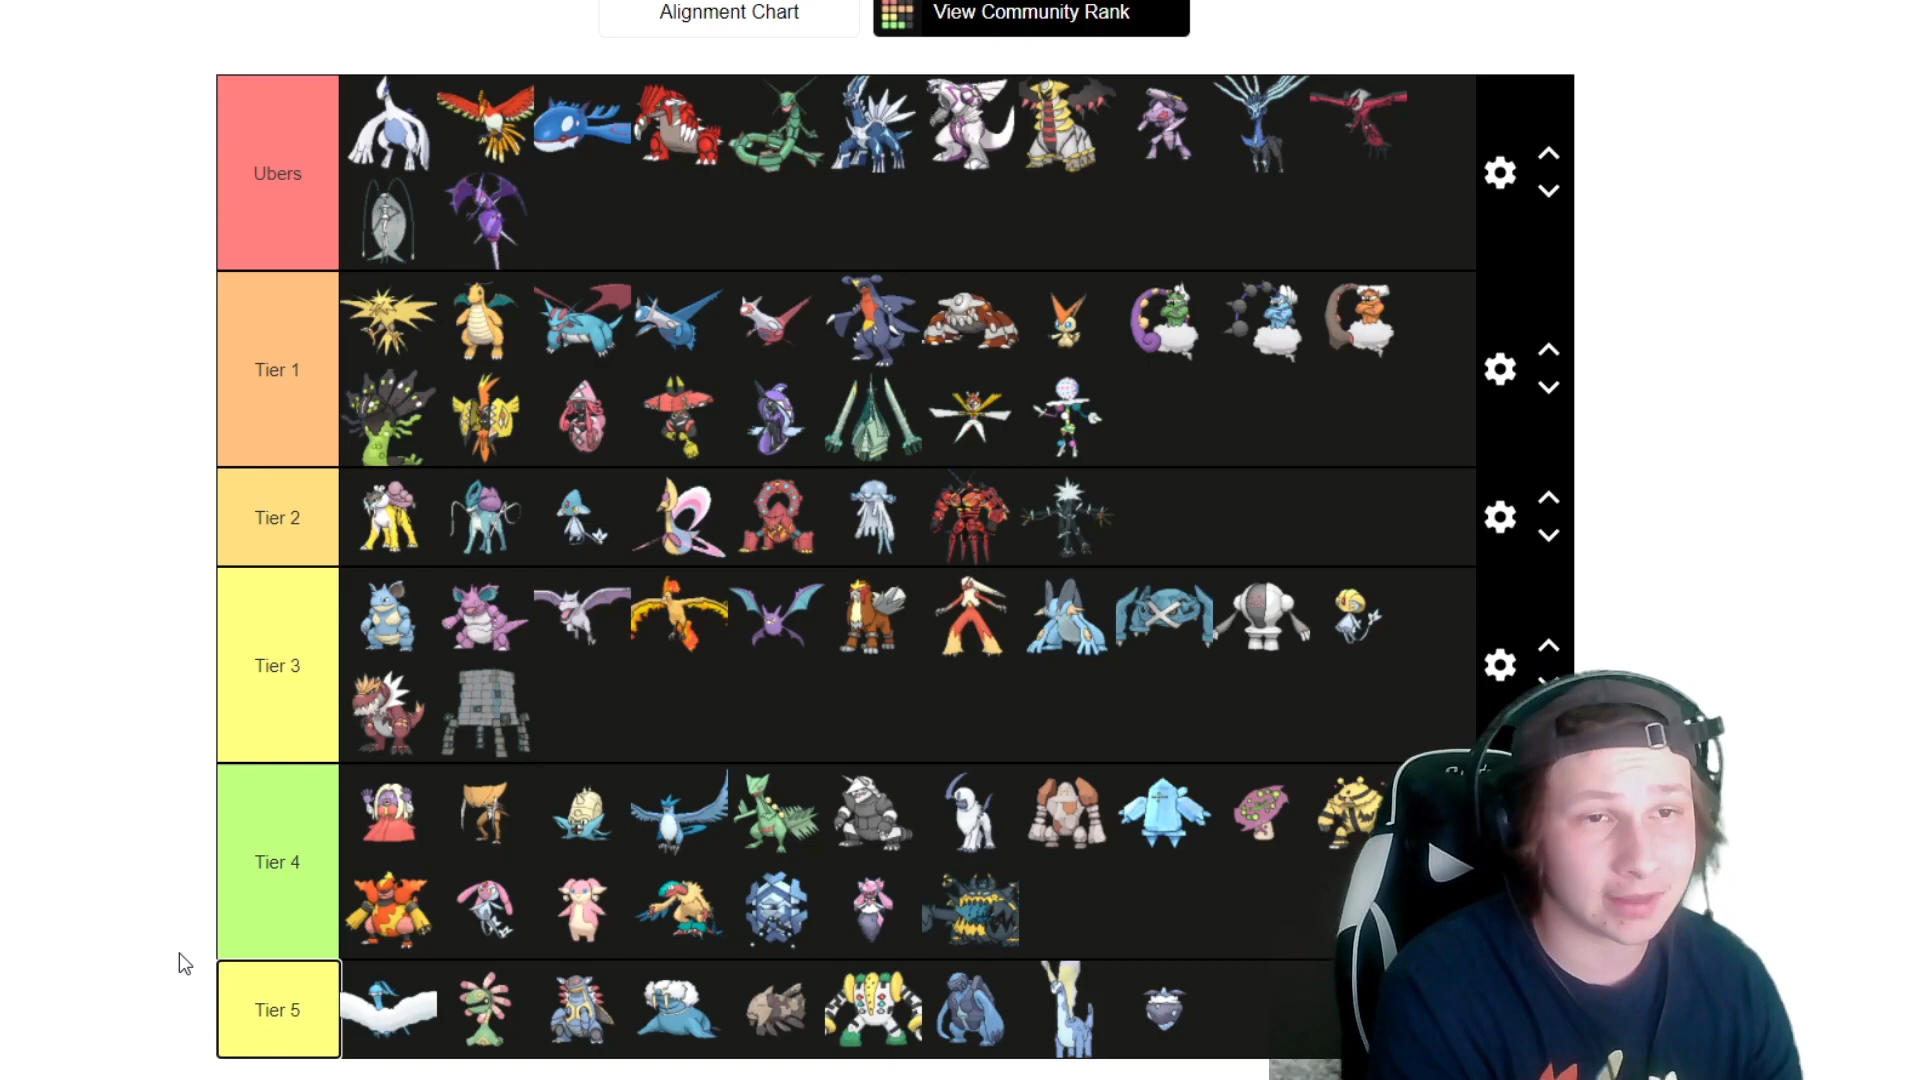 Alignment Chart
View Community Rank
Ubers
Tier 1
Tier 2
Tier 3
Tier 4
Tier 5